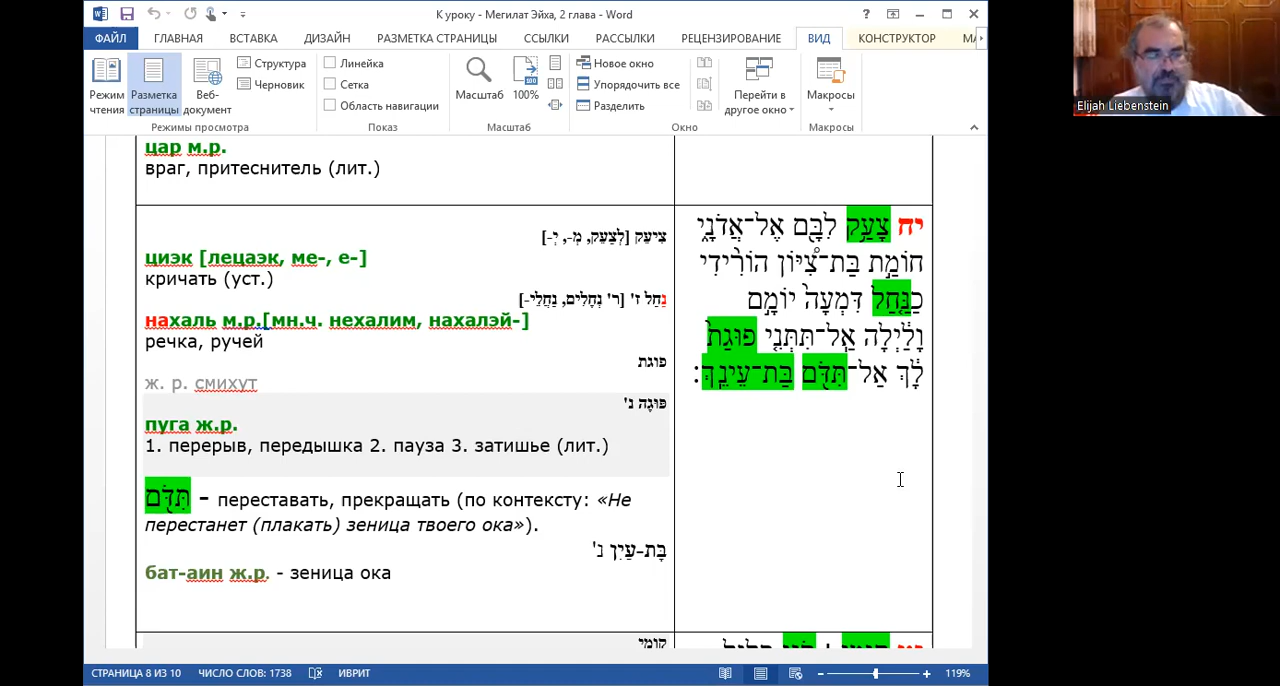 К уроку - Мегилат Эйха, 2 глава - Word
ФАЙЛ ГЛАВНАЯ ВСТАВКА ДИЗАЙН РАЗМЕТКА СТРАНИЦЫ ССЫЛКИ РАССЫЛКИ РЕЦЕНЗИРОВАНИЕ ВИД КОНСТРУКТОР
Режим чтения
Разметка страницы
Веб-документ
Структура
Черновик
Режимы просмотра
Линейка
Сетка
Область навигации
Показ
Масштаб
100%
Масштаб
Новое окно
Упорядочить все
Разделить
Перейти в другое окно
Окно
Макросы
Макросы
Elijah Liebenstein
цар м.р.
враг, притеснитель (лит.)
צִיעֵק [לְצַעֵק, מְ-, יְ-]
циэк [лецаэк, ме-, е-]
кричать (уст.)
נַחַל ז' [ר' נְחָלִים, נַחֲלֵי-]
нахаль м.р.[мн.ч. нехалим, нахалэй-]
речка, ручей
פוגת
ж. р. смихут
פּוּגָה נ'
пуга ж.р.
1. перерыв, передышка 2. пауза 3. затишье (лит.)
תִּדֹּ֖ם - переставать, прекращать (по контексту: «Не
перестанет (плакать) зеница твоего ока»).
בָּת-עַיִן נ'
бат-аин ж.р. - зеница ока
קומי
יח צָעַ֥ק לִבָּ֖ם אֶל־אֲדֹנָ֑י
חוֹמַ֣ת בַּת־צִ֠יּוֹן הוֹרִ֨ידִי
כַנַּ֤חַל דִּמְעָה֙ יוֹמָ֣ם
וָלַ֔יְלָה אַֽל־תִּתְּנִ֤י פוּגַת֙
לָ֔ךְ אַל־תִּדֹּ֖ם בַּת־עֵינֵֽךְ׃
СТРАНИЦА 8 ИЗ 10 ЧИСЛО СЛОВ: 1738 ИВРИТ 119%